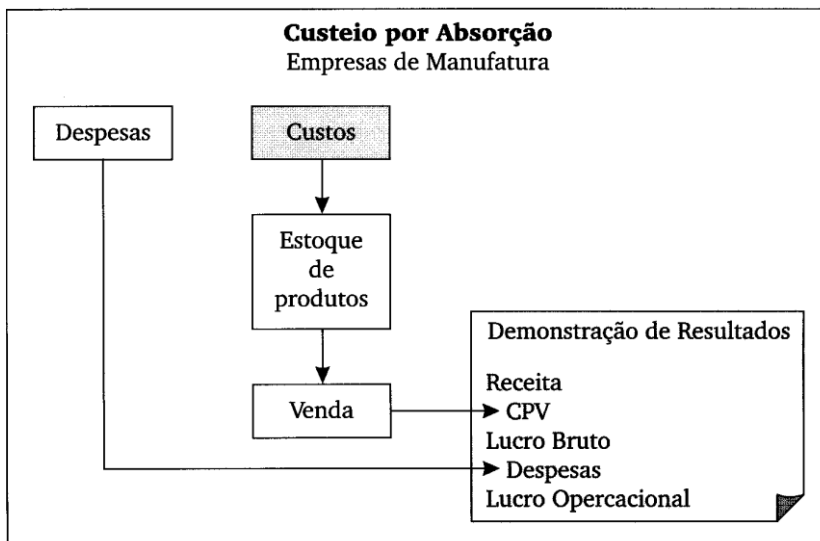 Custeio por Absorção
Empresas de Manufatura
Despesas
Custos
Estoque
de
produtos
Venda
Demonstração de Resultados
Receita
CPV
Lucro Bruto
Despesas
Lucro Opercacional